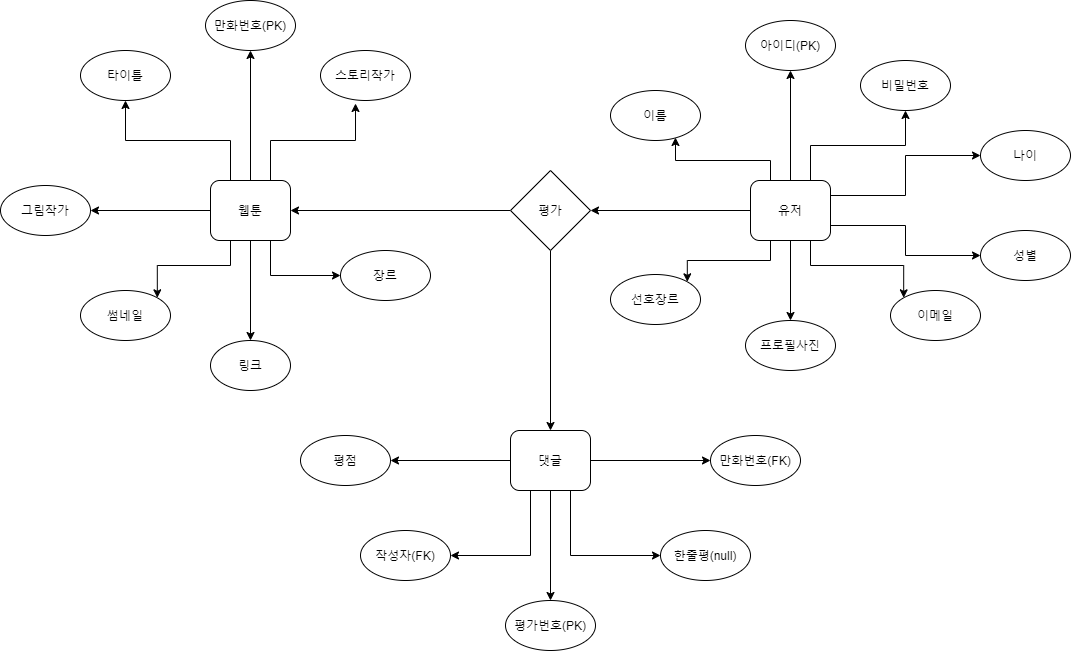 만화번호(PK)
타이틀
스토리작가
그림작가
웹툰
장르
썸네일
링크
평가
아이디(PK)
비밀번호
이름
나이
유저
성별
선호장르
이메일
프로필사진
평점
댓글
만화번호(FK)
작성자(FK)
한줄평(null)
평가번호(PK)